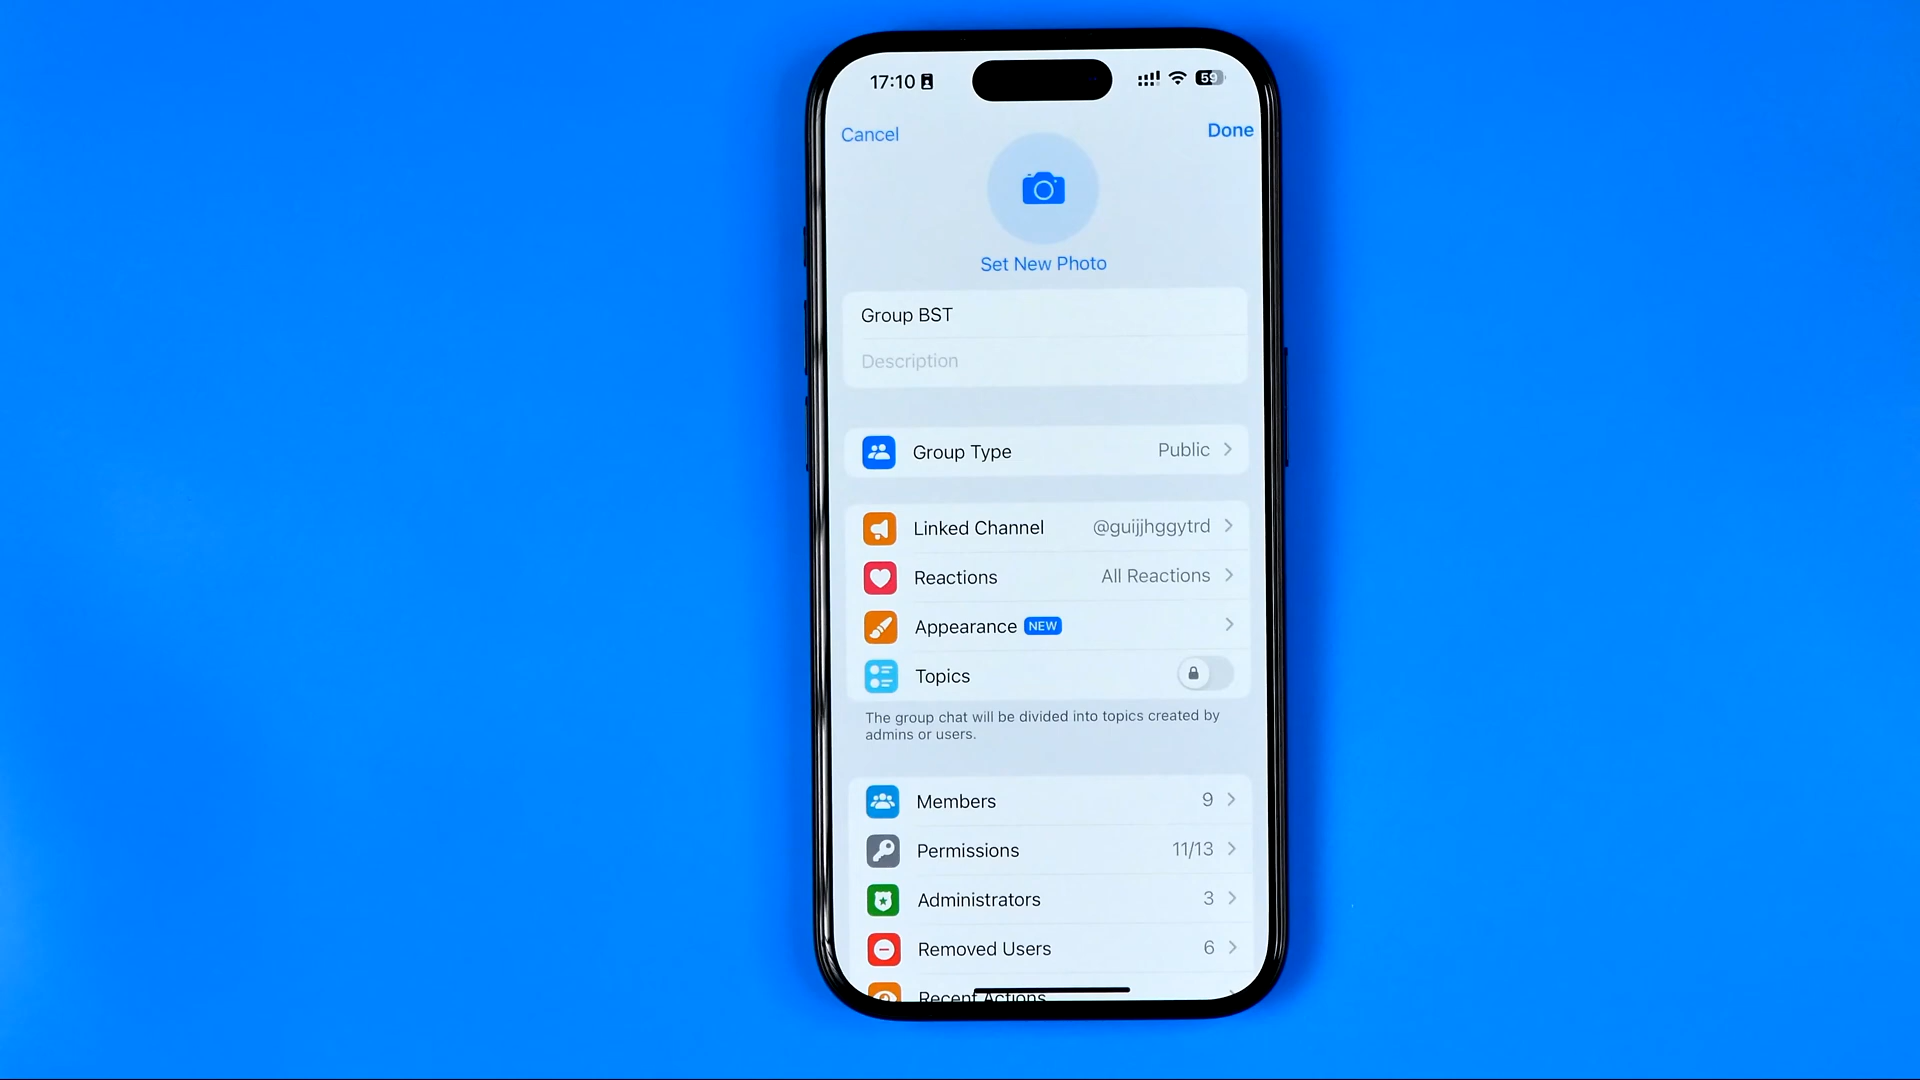 17:10
59
Cancel
Done
Set New Photo
Group BST
Description
Group Type
Public
Linked Channel
@guijjhggytrd
Reactions
All Reactions
Appearance NEW
Topics
The group chat will be divided into topics created by
admins or users.
Members
9
Permissions
11/13
Administrators
3
Removed Users
6
Recent Actions